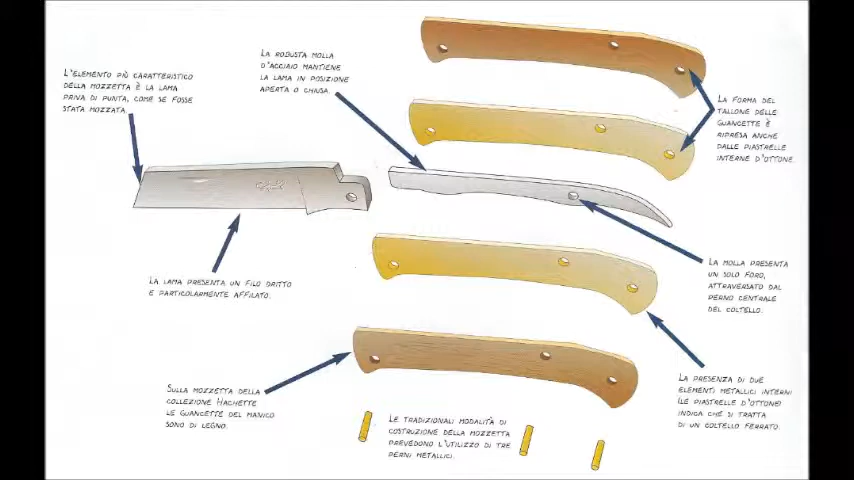 L'ELEMENTO PIÙ CARATTERISTICO
DELLA MOZZETTA È LA LAMA
PRIVA DI PUNTA, COME SE FOSSE
STATA MOZZATA.
LA ROBUSTA MOLLA
D'ACCIAIO MANTIENE
LA LAMA IN POSIZIONE
APERTA O CHIUSA.
LA FORMA DEL
TALLONE DELLE
GUANCETTE È
RIPRESA ANCHE
DALLE PIASTRELLE
INTERNE D'OTTONE.
LA LAMA PRESENTA UN FILO DRITTO
E PARTICOLARMENTE AFFILATO.
LA MOLLA PRESENTA
UN SOLO FORO,
ATTRAVERSATO DAL
PERNO CENTRALE
DEL COLTELLO.
SULLA MOZZETTA DELLA
COLLEZIONE HACHETTE
LE GUANCETTE DEL MANICO
SONO DI LEGNO.
LE TRADIZIONALI MODALITÀ DI
COSTRUZIONE DELLA MOZZETTA
PREVEDONO L'UTILIZZO DI TRE
PERNI METALLICI.
LA PRESENZA DI DUE
ELEMENTI METALLICI INTERNI
(LE PIASTRELLE D'OTTONE)
INDICA CHE SI TRATTA
DI UN COLTELLO FERRATO.